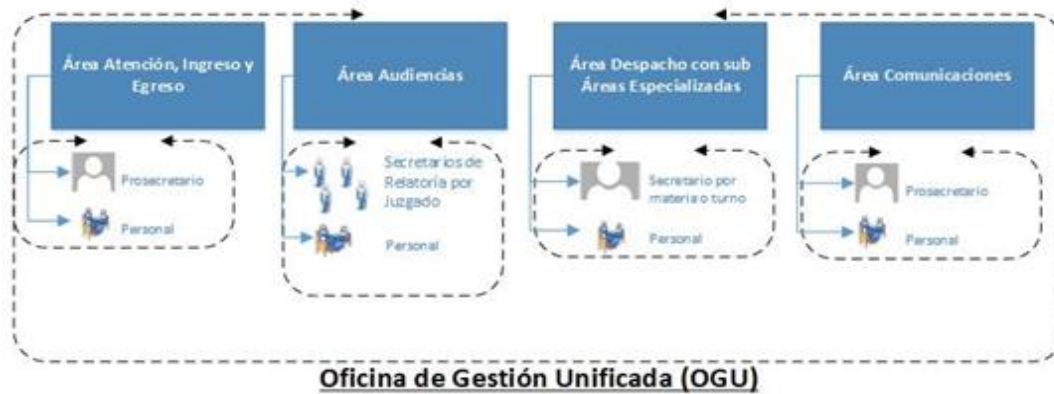 Área Atención, Ingreso y
Egreso
Prosecretario
Personal
Área Audiencias
Secretarios de
Relatoría por
Juzgado
Personal
Área Despacho con sub
Áreas Especializadas
Secretario por
materia o turno
Personal
Área Comunicaciones
Prosecretario
Personal
Oficina de Gestión Unificada (OGU)